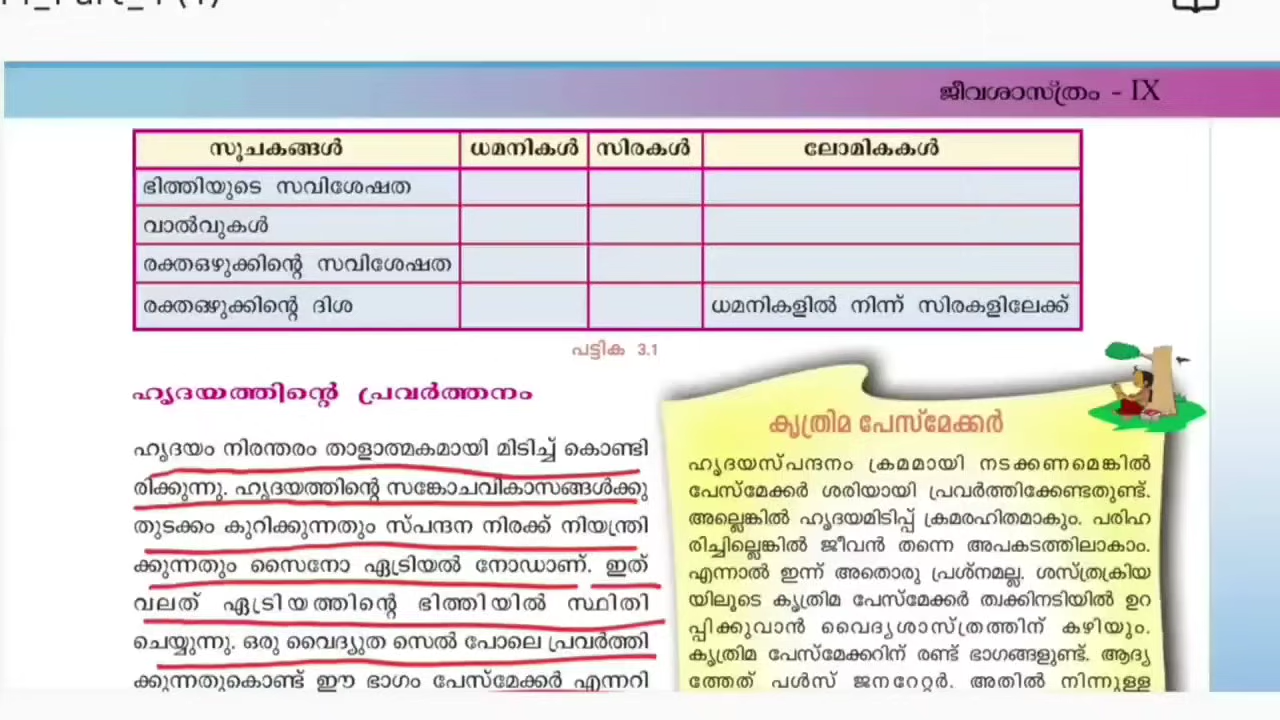 ജീവശാസ്ത്രം - IX
സൂചകങ്ങൾ ധമനികൾ സിരകൾ ലോമികകൾ
ഭിത്തിയുടെ സവിശേഷത
വാൽവുകൾ
രക്തഒഴുക്കിന്റെ സവിശേഷത
രക്തഒഴുക്കിന്റെ ദിശ ധമനികളിൽ നിന്ന് സിരകളിലേക്ക്
പട്ടിക 3.1
ഹൃദയത്തിന്റെ പ്രവർത്തനം
ഹൃദയം നിരന്തരം താളാത്മകമായി മിടിച്ച് കൊണ്ടി
രിക്കുന്നു. ഹൃദയത്തിന്റെ സങ്കോചവികാസങ്ങൾക്കു
തുടക്കം കുറിക്കുന്നതും സ്പന്ദന നിരക്ക് നിയന്ത്രി
ക്കുന്നതും സൈനോ ഏട്രിയൽ നോഡാണ്. ഇത്
വലത് ഏട്രിയത്തിന്റെ ഭിത്തിയിൽ സ്ഥിതി
ചെയ്യുന്നു. ഒരു വൈദ്യുത സെൽ പോലെ പ്രവർത്തി
ക്കുന്നതുകൊണ്ട് ഈ ഭാഗം പേസ്മേക്കർ എന്നറി
കൃത്രിമ പേസ്മേക്കർ
ഹൃദയസ്പന്ദനം ക്രമമായി നടക്കണമെങ്കിൽ
പേസ്മേക്കർ ശരിയായി പ്രവർത്തിക്കേണ്ടതുണ്ട്.
അല്ലെങ്കിൽ ഹൃദയമിടിപ്പ് ക്രമരഹിതമാകും. പരിഹ
രിച്ചില്ലെങ്കിൽ ജീവൻ തന്നെ അപകടത്തിലാകാം.
എന്നാൽ ഇന്ന് അതൊരു പ്രശ്നമല്ല. ശസ്ത്രക്രിയ
യിലൂടെ കൃത്രിമ പേസ്മേക്കർ ത്വക്കിനടിയിൽ ഉറ
പ്പിക്കുവാൻ വൈദ്യശാസ്ത്രത്തിന് കഴിയും.
കൃത്രിമ പേസ്മേക്കറിന് രണ്ട് ഭാഗങ്ങളുണ്ട്. ആദ്യ
ത്തേത് പൾസ് ജനറേറ്റർ. അതിൽ നിന്നുള്ള